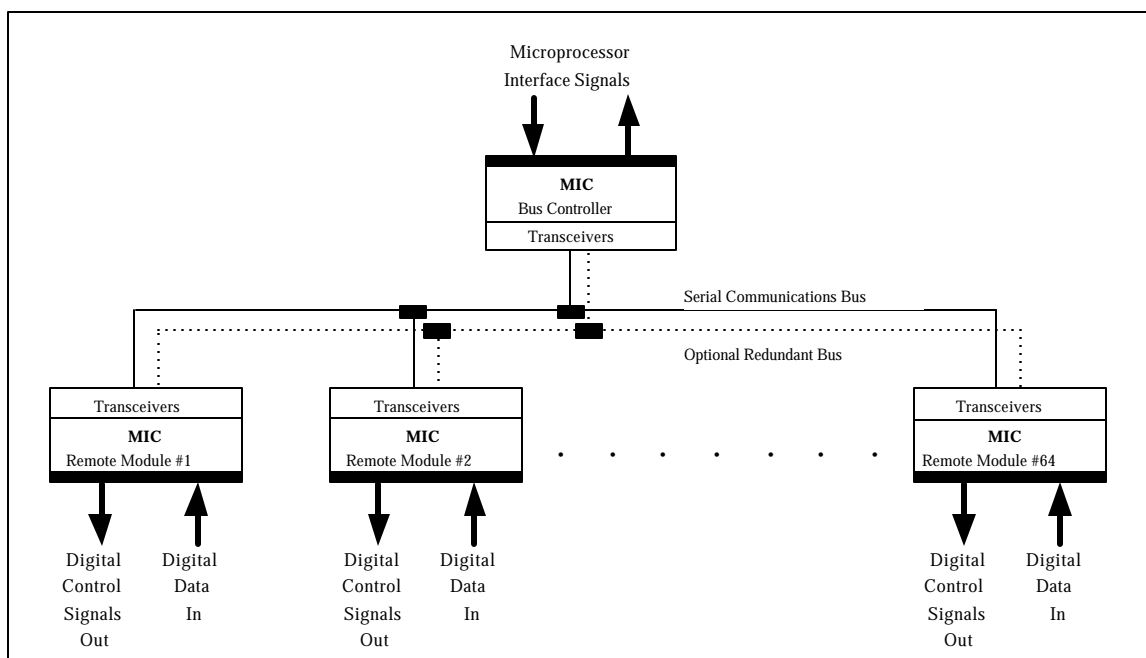 Microprocessor
Interface Signals
MIC
Bus Controller
Transceivers
Serial Communications Bus
Optional Redundant Bus
Transceivers
MIC
Remote Module #1
Transceivers
MIC
Remote Module #2
Transceivers
MIC
Remote Module #64
Digital
Control
Signals
Out
Digital
Data
In
Digital
Control
Signals
Out
Digital
Data
In
Digital
Control
Signals
Out
Digital
Data
In